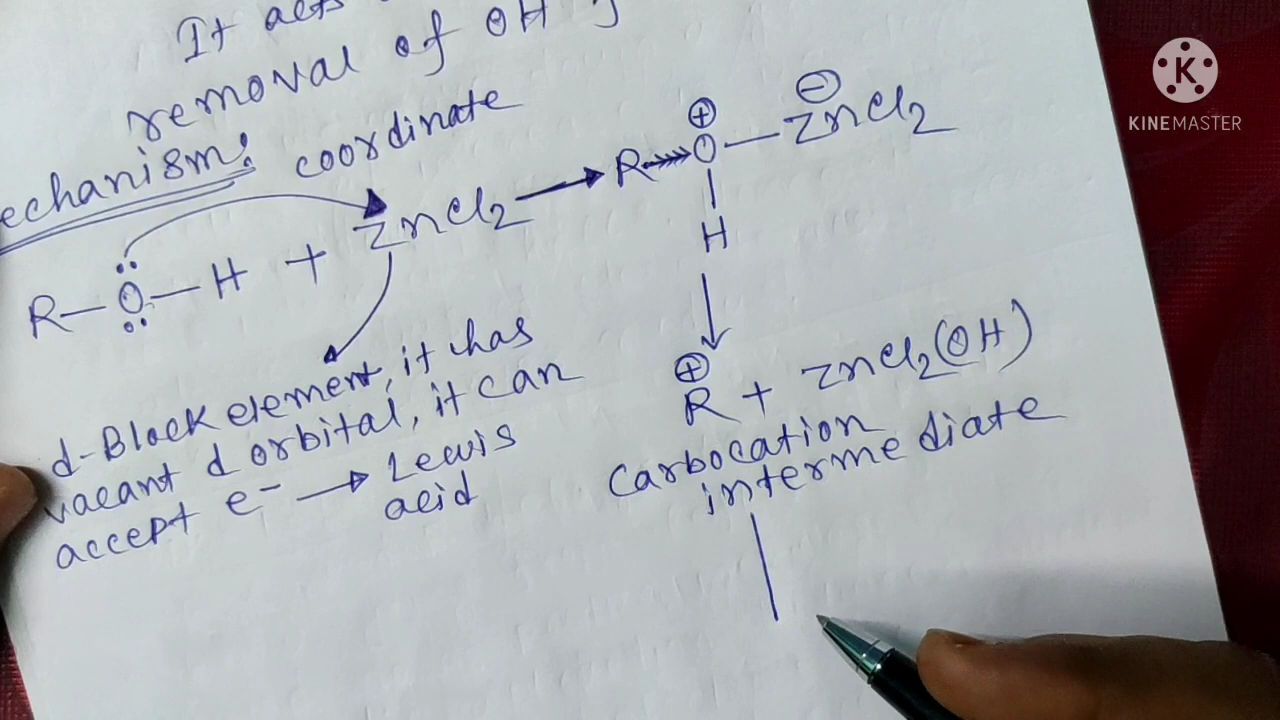 It acts
removal of OH
echanism:
coordinate
R—Ö—H + ZnCl2 → R—O⊕—ZnCl2⊖
H
d-Block element, it has
vacant d orbital, it can
accept e⁻ → Lewis
acid
R⊕ + ZnCl2(OH)
Carbocation
intermediate
KINEMASTER